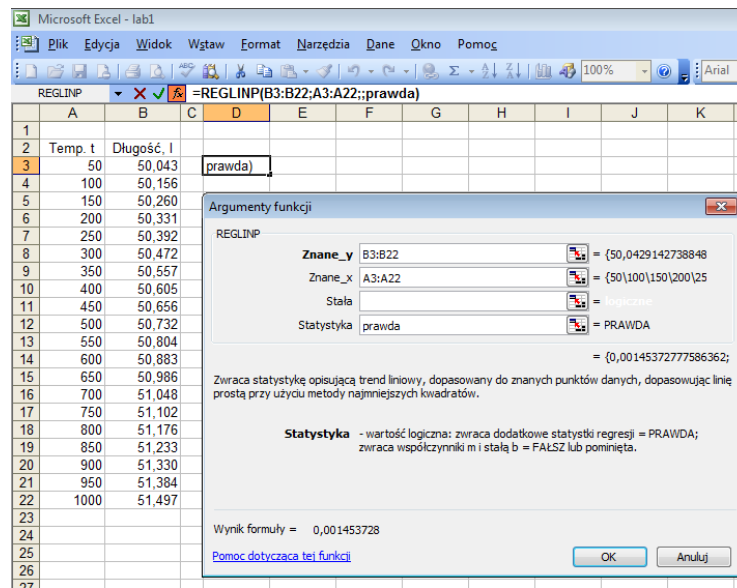 Microsoft Excel - lab1
Plik Edycja Widok Wstaw Format Narzędzia Dane Okno Pomoc
100% Arial
REGLINP =REGLINP(B3:B22;A3:A22;;prawda)
A B C D E F G H I J K
1
2 Temp. t Długość, l
3 50 50,043 prawda)
4 100 50,156
5 150 50,260
6 200 50,331
7 250 50,392
8 300 50,472
9 350 50,557
10 400 50,605
11 450 50,656
12 500 50,732
13 550 50,804
14 600 50,883
15 650 50,986
16 700 51,048
17 750 51,102
18 800 51,176
19 850 51,233
20 900 51,330
21 950 51,384
22 1000 51,497
23
24
25
26
27
Argumenty funkcji
REGLINP
Znane_y B3:B22 = {50,0429142738848
Znane_x A3:A22 = {50\100\150\200\25
Stała = logiczne
Statystyka prawda = PRAWDA
= {0,00145372777586362;
Zwraca statystykę opisującą trend liniowy, dopasowany do znanych punktów danych, dopasowując linię
prostą przy użyciu metody najmniejszych kwadratów.
Statystyka - wartość logiczna: zwraca dodatkowe statystki regresji = PRAWDA;
zwraca współczynniki m i stałą b = FAŁSZ lub pominięta.
Wynik formuły = 0,001453728
Pomoc dotycząca tej funkcji
OK Anuluj